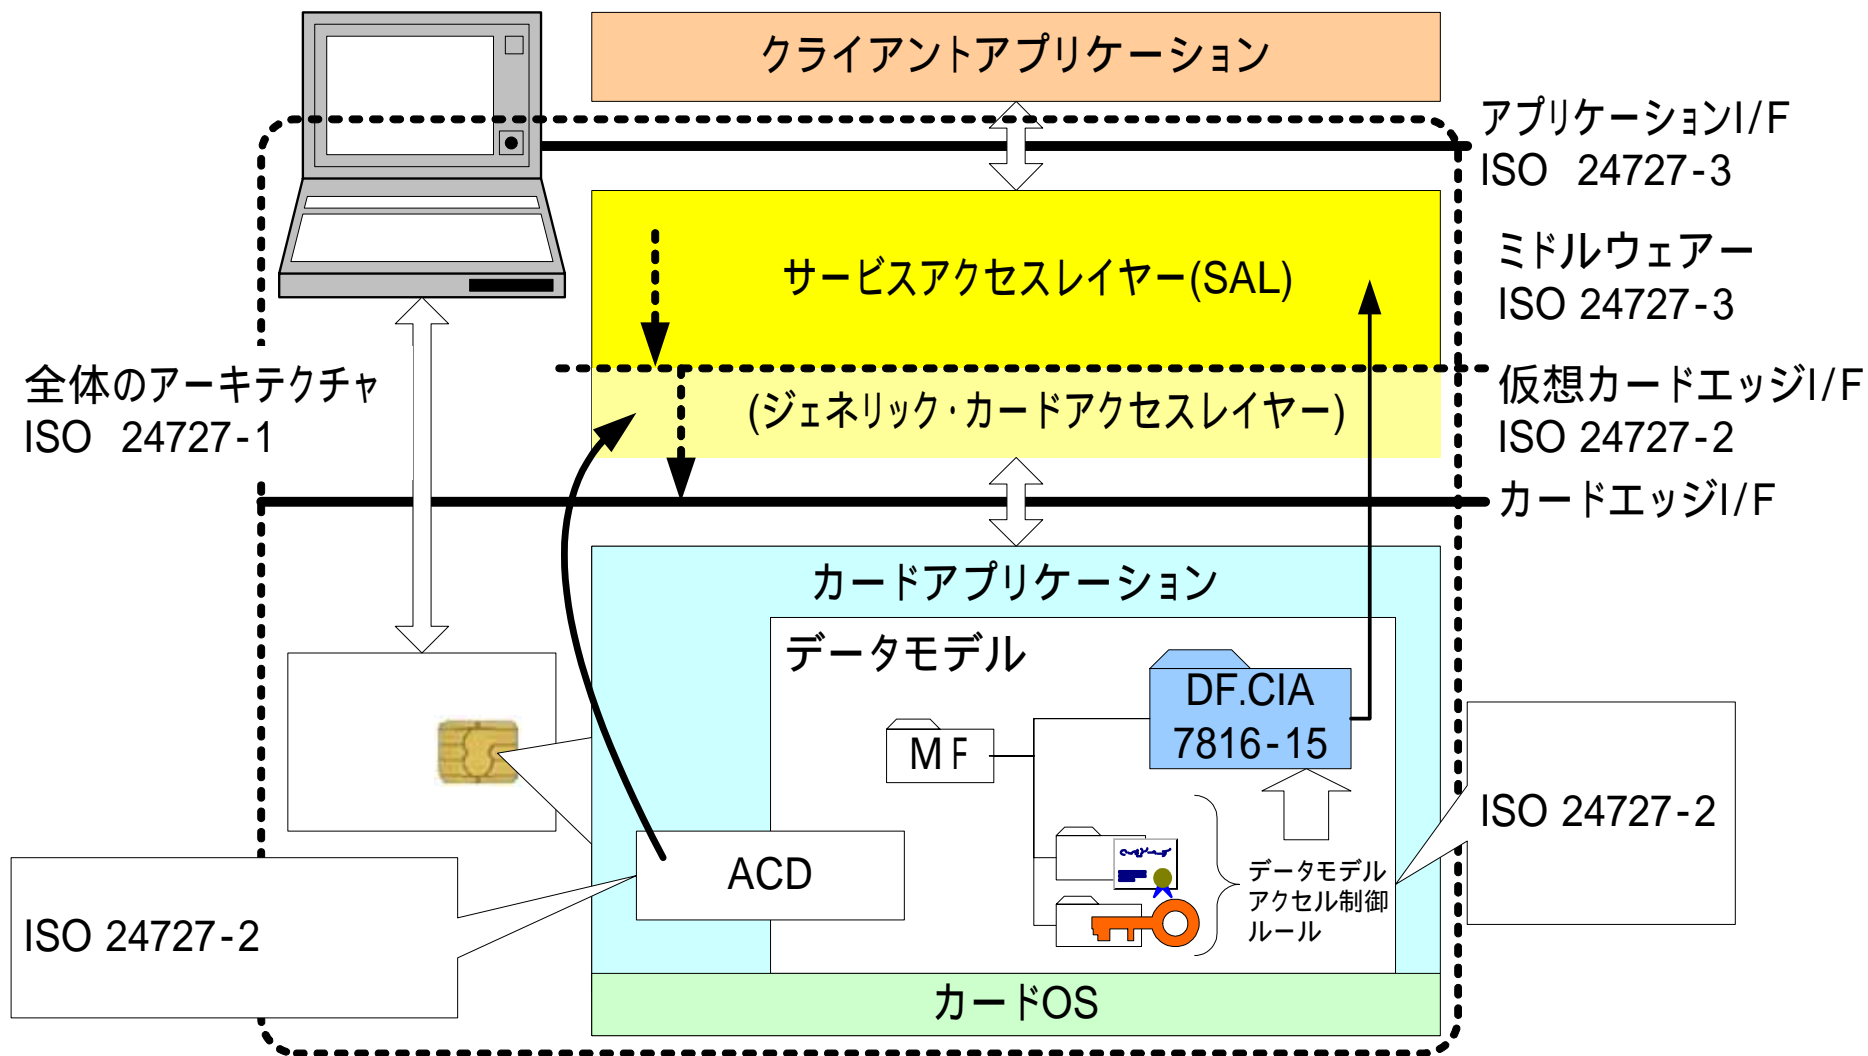 クライアントアプリケーション
アプリケーションI/F
ISO 24727-3
サービスアクセスレイヤー(SAL)
ミドルウェアー
ISO 24727-3
全体のアーキテクチャ
ISO 24727-1
(ジェネリック・カードアクセスレイヤー)
仮想カードエッジI/F
ISO 24727-2
カードエッジI/F
カードアプリケーション
データモデル
DF.CIA
7816-15
MF
ISO 24727-2
ACD
データモデル
アクセル制御
ルール
ISO 24727-2
カードOS